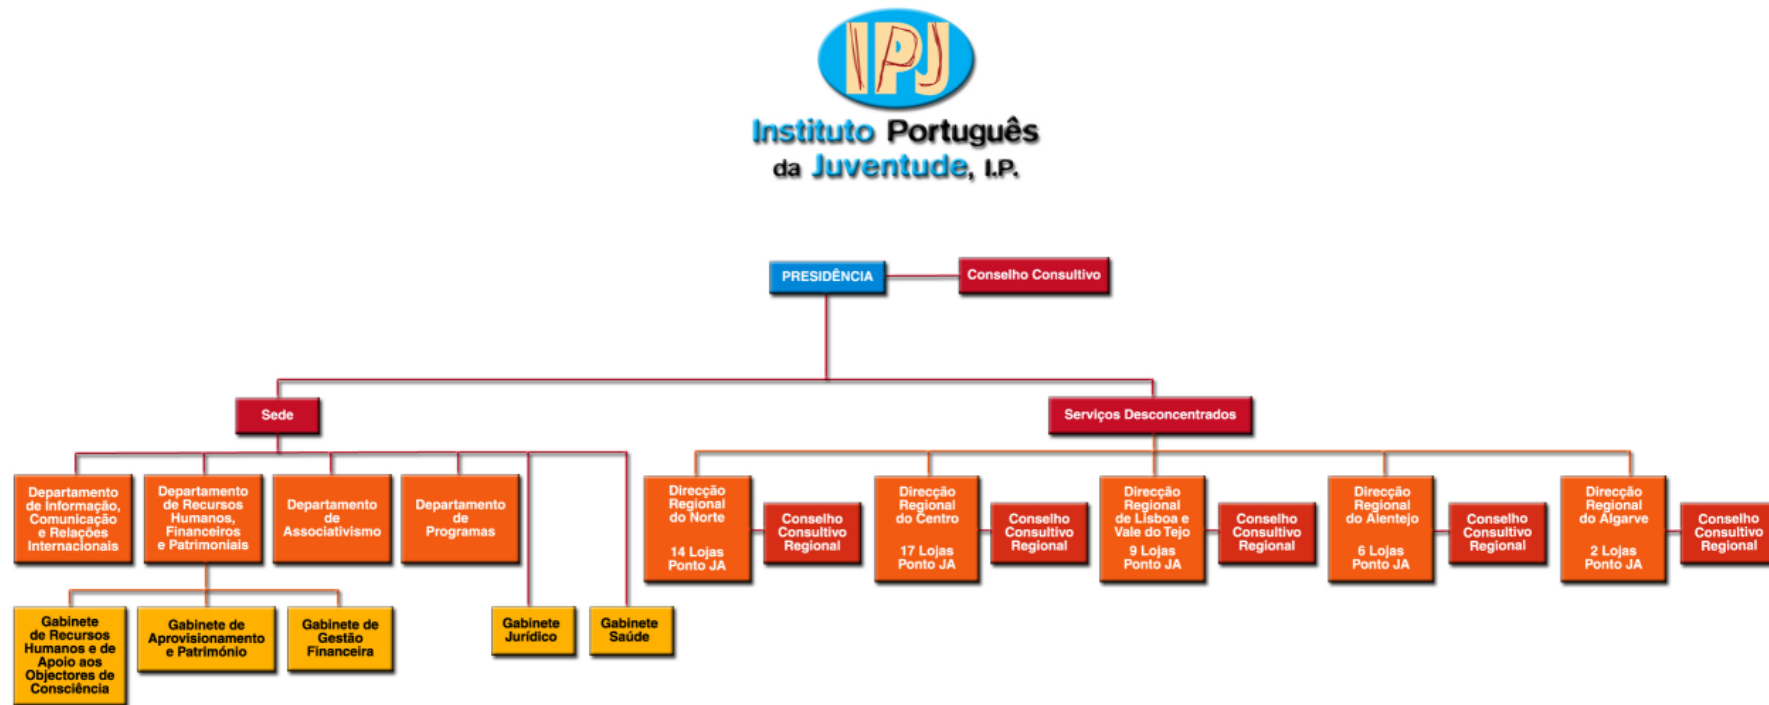 IPJ
Instituto Português
da Juventude, I.P.
PRESIDÊNCIA
Conselho Consultivo
Sede
Serviços Desconcentrados
Departamento
de Informação,
Comunicação
e Relações
Internacionais
Departamento
de Recursos
Humanos,
Financeiros
e Patrimoniais
Departamento
de
Associativismo
Departamento
de
Programas
Direcção
Regional
do Norte
14 Lojas
Ponto JA
Conselho
Consultivo
Regional
Direcção
Regional
do Centro
17 Lojas
Ponto JA
Conselho
Consultivo
Regional
Direcção
Regional
de Lisboa e
Vale do Tejo
9 Lojas
Ponto JA
Conselho
Consultivo
Regional
Direcção
Regional
do Alentejo
6 Lojas
Ponto JA
Conselho
Consultivo
Regional
Direcção
Regional
do Algarve
2 Lojas
Ponto JA
Conselho
Consultivo
Regional
Gabinete
de Recursos
Humanos e de
Apoio aos
Objectores de
Consciência
Gabinete de
Aprovisionamento
e Património
Gabinete de
Gestão
Financeira
Gabinete
Jurídico
Gabinete
Saúde